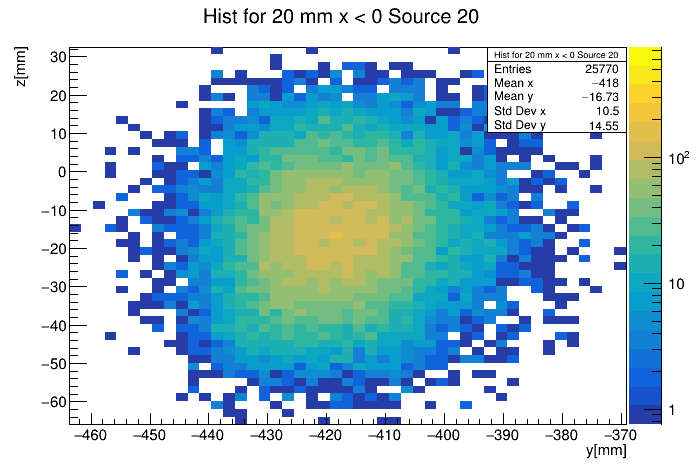 Hist for 20 mm x < 0 Source 20
z[mm]
30
20
10
0
−10
−20
−30
−40
−50
−60
Hist for 20 mm x < 0 Source 20
Entries 25770
Mean x −418
Mean y −16.73
Std Dev x 10.5
Std Dev y 14.55
10²
10
1
−460 −450 −440 −430 −420 −410 −400 −390 −380 −370
y[mm]